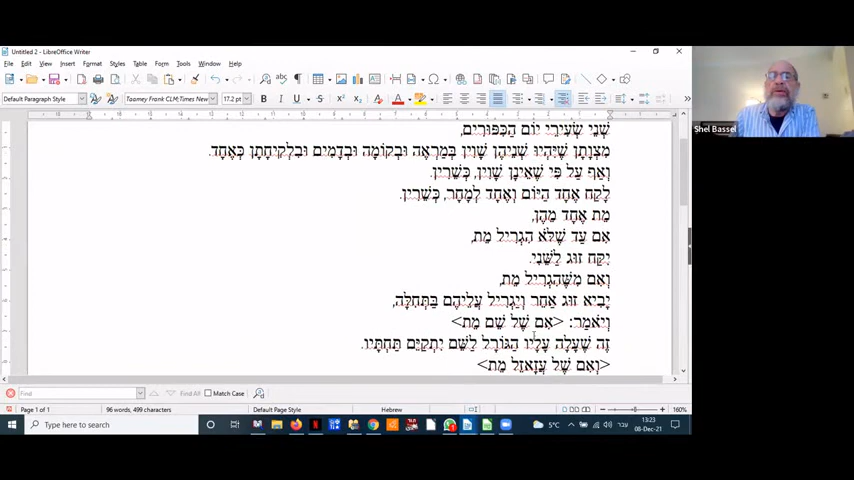 Untitled 2 - LibreOffice Writer
File Edit View Insert Format Styles Table Form Tools Window Help
Default Paragraph Style Taamey Frank CLM;Times New 17.2 pt
שְׁנֵי שְׂעִירֵי יוֹם הַכִּפּוּרִים,
מִצְוָתָן שֶׁיִּהְיוּ שְׁנֵיהֶן שָׁוִין בְּמַרְאֶה וּבְקוֹמָה וּבְדָמִים וּבִלְקִיחָתָן כְּאֶחָד.
וְאַף עַל פִּי שֶׁאֵינָן שָׁוִין, כְּשֵׁרִין.
לָקַח אֶחָד הַיּוֹם וְאֶחָד לְמָחָר, כְּשֵׁרִין.
מֵת אֶחָד מֵהֶן,
אִם עַד שֶׁלֹּא הִגְרִיל מֵת,
יִקַּח זוּג לַשֵּׁנִי.
וְאִם מִשֶּׁהִגְרִיל מֵת,
יָבִיא זוּג אַחֵר וְיַגְרִיל עֲלֵיהֶם בַּתְּחִלָּה,
וְיֹאמַר: <אִם שֶׁל שֵׁם מֵת>
זֶה שֶׁעָלָה עָלָיו הַגּוֹרָל לַשֵּׁם יִתְקַיֵּם תַּחְתָּיו.
<וְאִם שֶׁל עֲזָאזֵל מֵת>
Shel Bassel
Find Find All Match Case
Page 1 of 1 96 words, 499 characters Default Page Style Hebrew 160%
Type here to search 5°C עבר 13:23
08-Dec-21